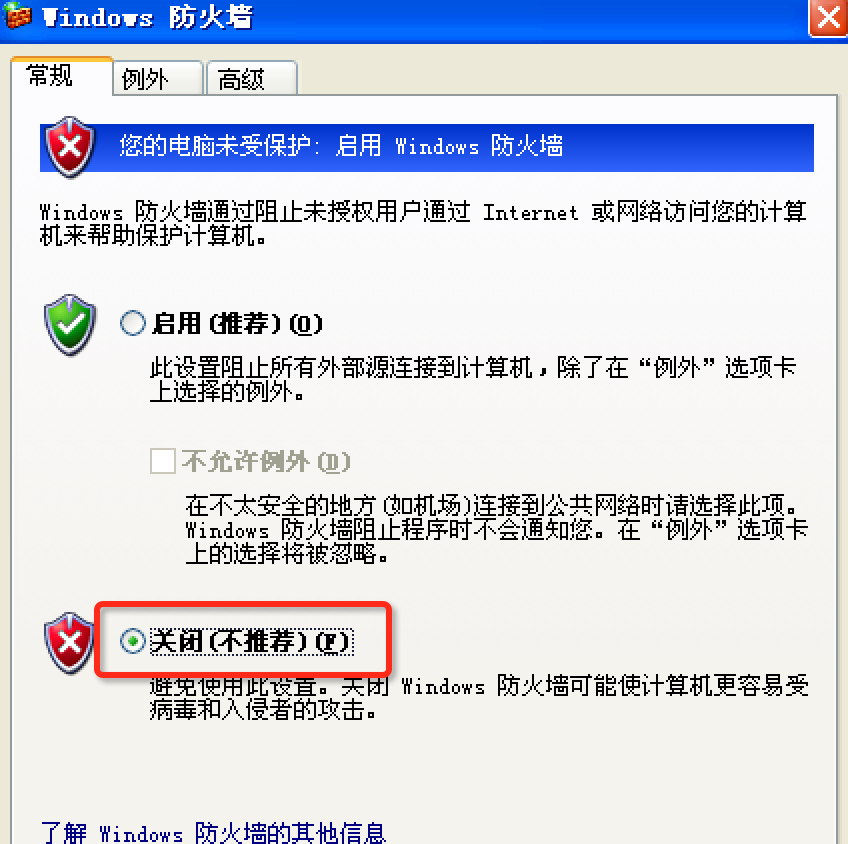 Windows 防火墙
常规
例外
高级
您的电脑未受保护: 启用 Windows 防火墙
Windows 防火墙通过阻止未授权用户通过 Internet 或网络访问您的计算
机来帮助保护计算机。
启用(推荐)(O)
此设置阻止所有外部源连接到计算机，除了在“例外”选项卡
上选择的例外。
不允许例外(D)
在不太安全的地方(如机场)连接到公共网络时请选择此项。
Windows 防火墙阻止程序时不会通知您。在“例外”选项卡
上的选择将被忽略。
关闭(不推荐)(F)
避免使用此设置。关闭 Windows 防火墙可能使计算机更容易受
病毒和入侵者的攻击。
了解 Windows 防火墙的其他信息